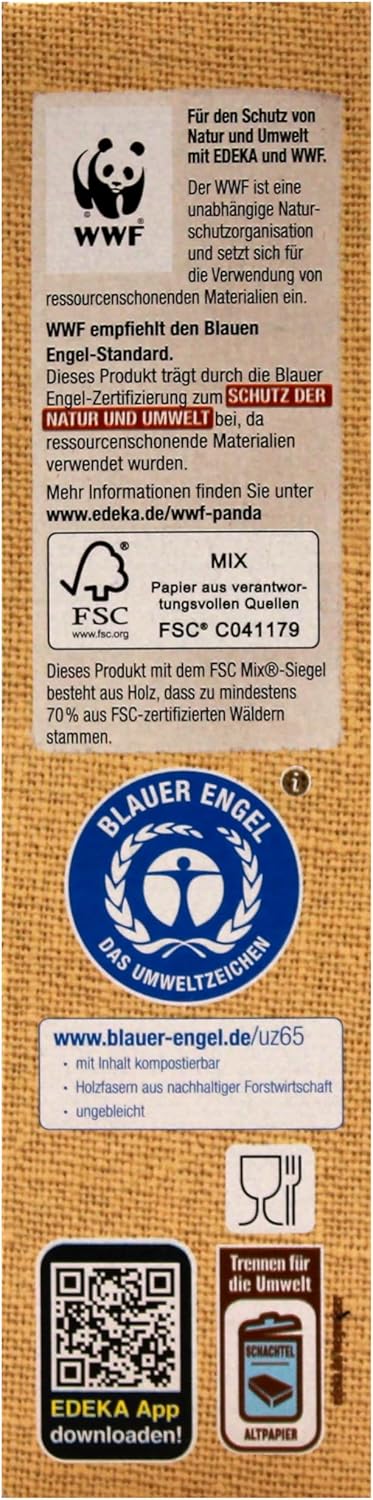 Für den Schutz von
Natur und Umwelt
mit EDEKA und WWF.
WWF
Der WWF ist eine
unabhängige Natur-
schutzorganisation
und setzt sich für
die Verwendung von
ressourcenschonenden Materialien ein.
WWF empfiehlt den Blauen
Engel-Standard.
Dieses Produkt trägt durch die Blauer
Engel-Zertifizierung zum SCHUTZ DER
NATUR UND UMWELT bei, da
ressourcenschonende Materialien
verwendet wurden.
Mehr Informationen finden Sie unter
www.edeka.de/wwf-panda
FSC
www.fsc.org
MIX
Papier aus verantwor-
tungsvollen Quellen
FSC® C041179
Dieses Produkt mit dem FSC Mix®-Siegel
besteht aus Holz, dass zu mindestens
70% aus FSC-zertifizierten Wäldern
stammen.
BLAUER ENGEL
DAS UMWELTZEICHEN
www.blauer-engel.de/uz65
• mit Inhalt kompostierbar
• Holzfasern aus nachhaltiger Forstwirtschaft
• ungebleicht
EDEKA App
downloaden!
Trennen für
die Umwelt
SCHACHTEL
ALTPAPIER